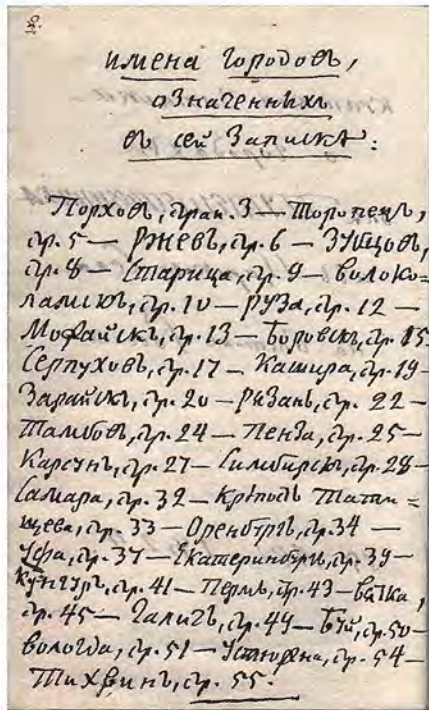 имена городовъ,
означенныхъ
въ сей Запискѣ:
Порховъ, стран. 3 — Торопецъ,
стр. 5 — Ржевъ, стр. 6 — Зубцовъ,
стр. 8 — Старица, стр. 9 — Волоко=
ламскъ, стр. 10 — Руза, стр. 12 —
Можайскъ, стр. 13 — Боровскъ, стр. 15
Серпуховъ, стр. 17 — Кашира, стр. 19 —
Зарайскъ, стр. 20 — Рязань, стр. 22 —
Тамбовъ, стр. 24 — Пенза, стр. 25 —
Карсунъ, стр. 27 — Симбирскъ, стр. 28 —
Самара, стр. 32 — Крѣпость Тати=
щева, стр. 33 — Оренбургъ, стр. 34 —
Уфа, стр. 37 — Екатеринбургъ, стр. 39 —
Кунгуръ, стр. 41 — Пермь, стр. 43 — Вятка,
стр. 45 — Галичъ, стр. 49 — Буй, стр. 50 —
Вологда, стр. 51 — Устюжна, стр. 54 —
Тихвинъ, стр. 55.